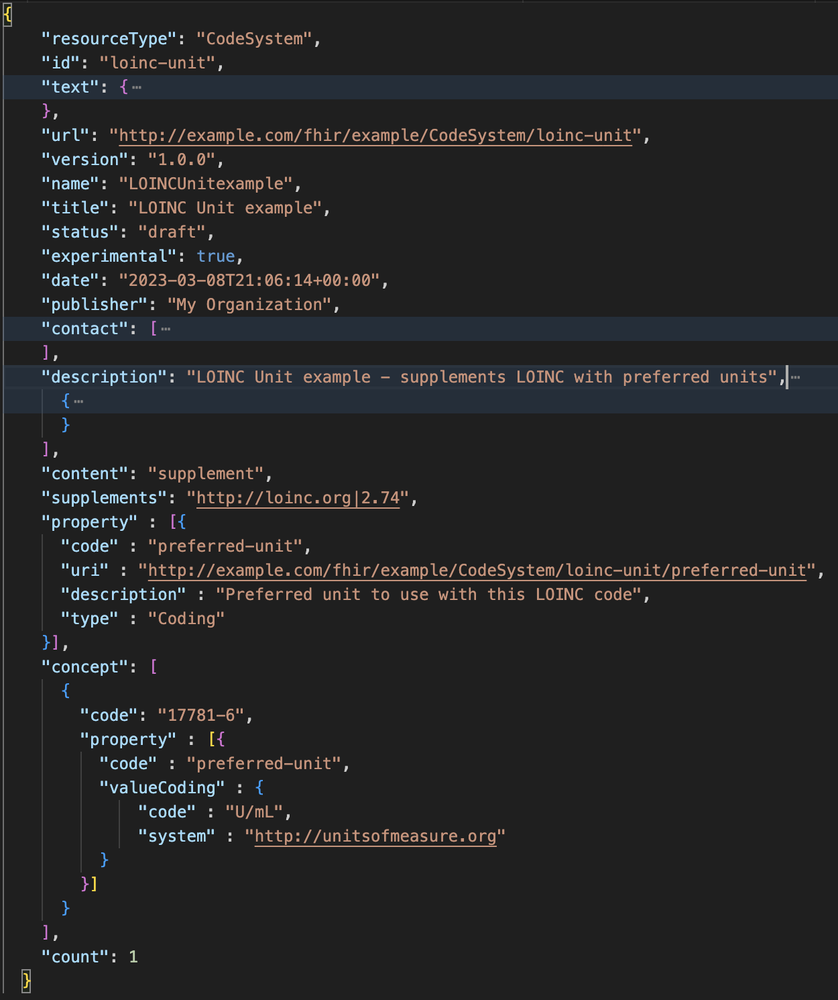 {
"resourceType": "CodeSystem",
"id": "loinc-unit",
"text": {⋯
},
"url": "http://example.com/fhir/example/CodeSystem/loinc-unit",
"version": "1.0.0",
"name": "LOINCUnitexample",
"title": "LOINC Unit example",
"status": "draft",
"experimental": true,
"date": "2023-03-08T21:06:14+00:00",
"publisher": "My Organization",
"contact": [⋯
],
"description": "LOINC Unit example – supplements LOINC with preferred units",⋯
{⋯
}
],
"content": "supplement",
"supplements": "http://loinc.org|2.74",
"property" : [{
"code" : "preferred-unit",
"uri" : "http://example.com/fhir/example/CodeSystem/loinc-unit/preferred-unit",
"description" : "Preferred unit to use with this LOINC code",
"type" : "Coding"
}],
"concept": [
{
"code": "17781-6",
"property" : [{
"code" : "preferred-unit",
"valueCoding" : {
"code" : "U/mL",
"system" : "http://unitsofmeasure.org"
}
}]
}
],
"count": 1
}